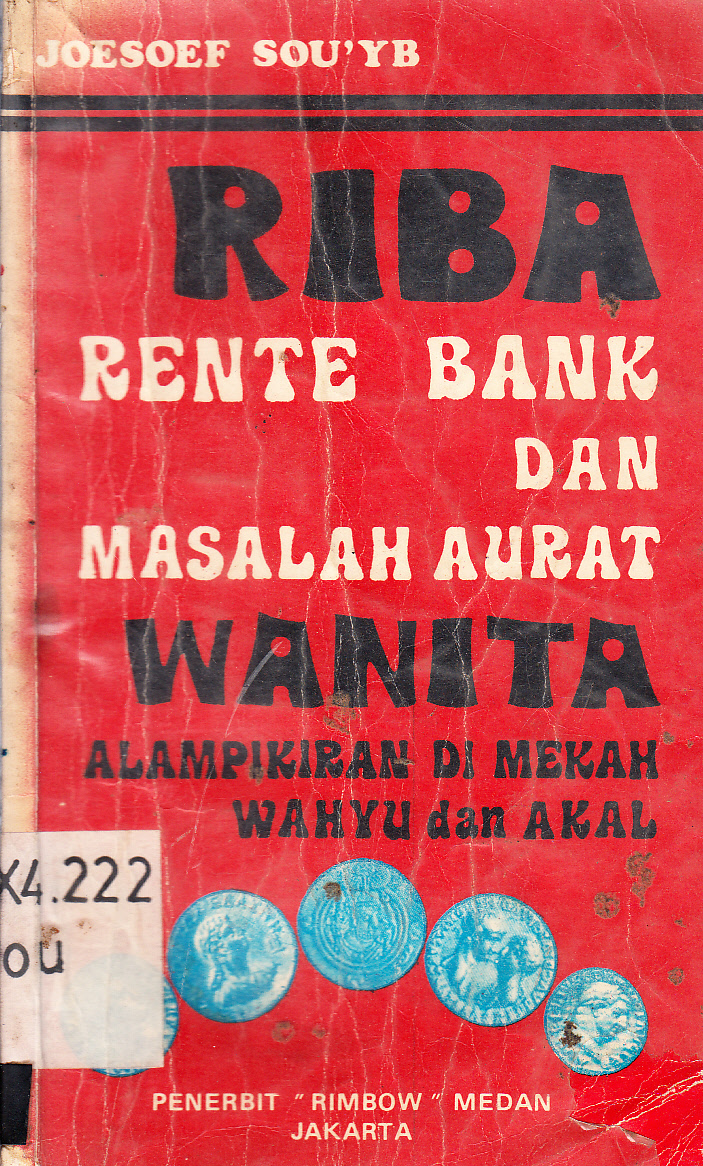 JOESOEF SOU'YB
RIBA
RENTE BANK
DAN
MASALAH AURAT
WANITA
ALAMPIKIRAN DI MEKAH
WAHYU dan AKAL
X4.222
ou
PENERBIT "RIMBOW" MEDAN
JAKARTA